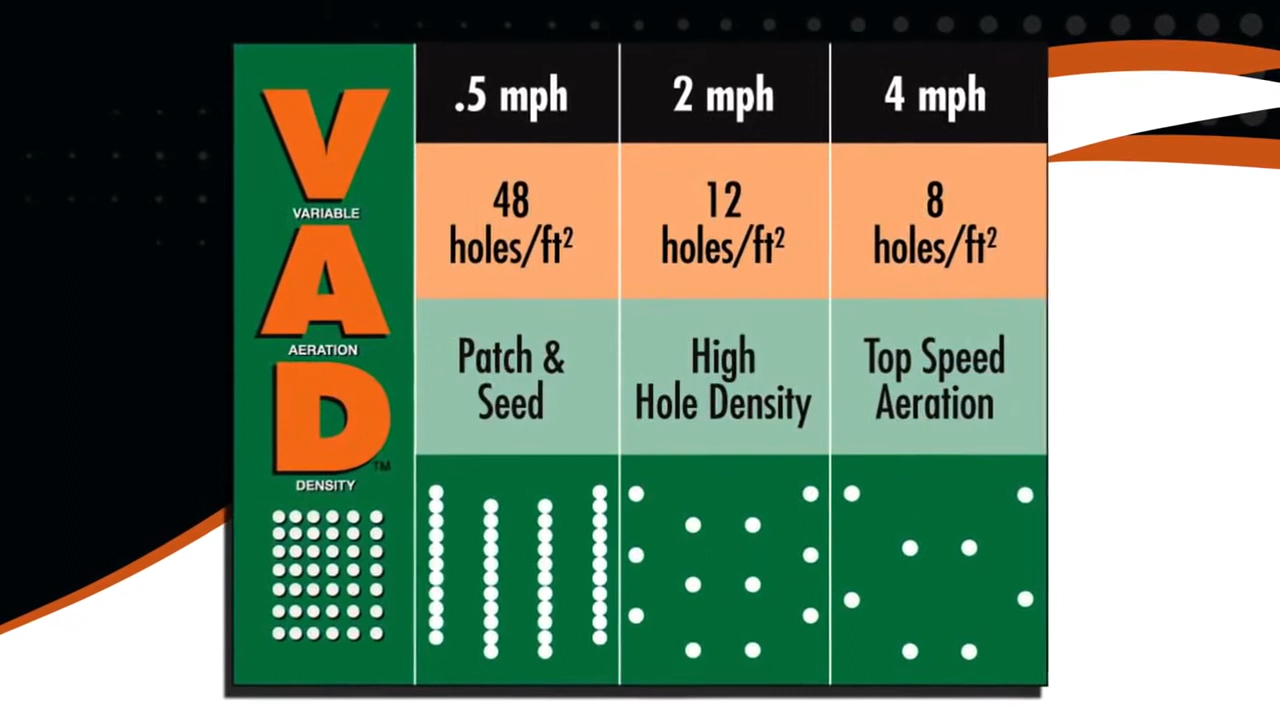 V
VARIABLE
A
AERATION
D™
DENSITY
.5 mph
48
holes/ft²
Patch &
Seed
2 mph
12
holes/ft²
High
Hole Density
4 mph
8
holes/ft²
Top Speed
Aeration